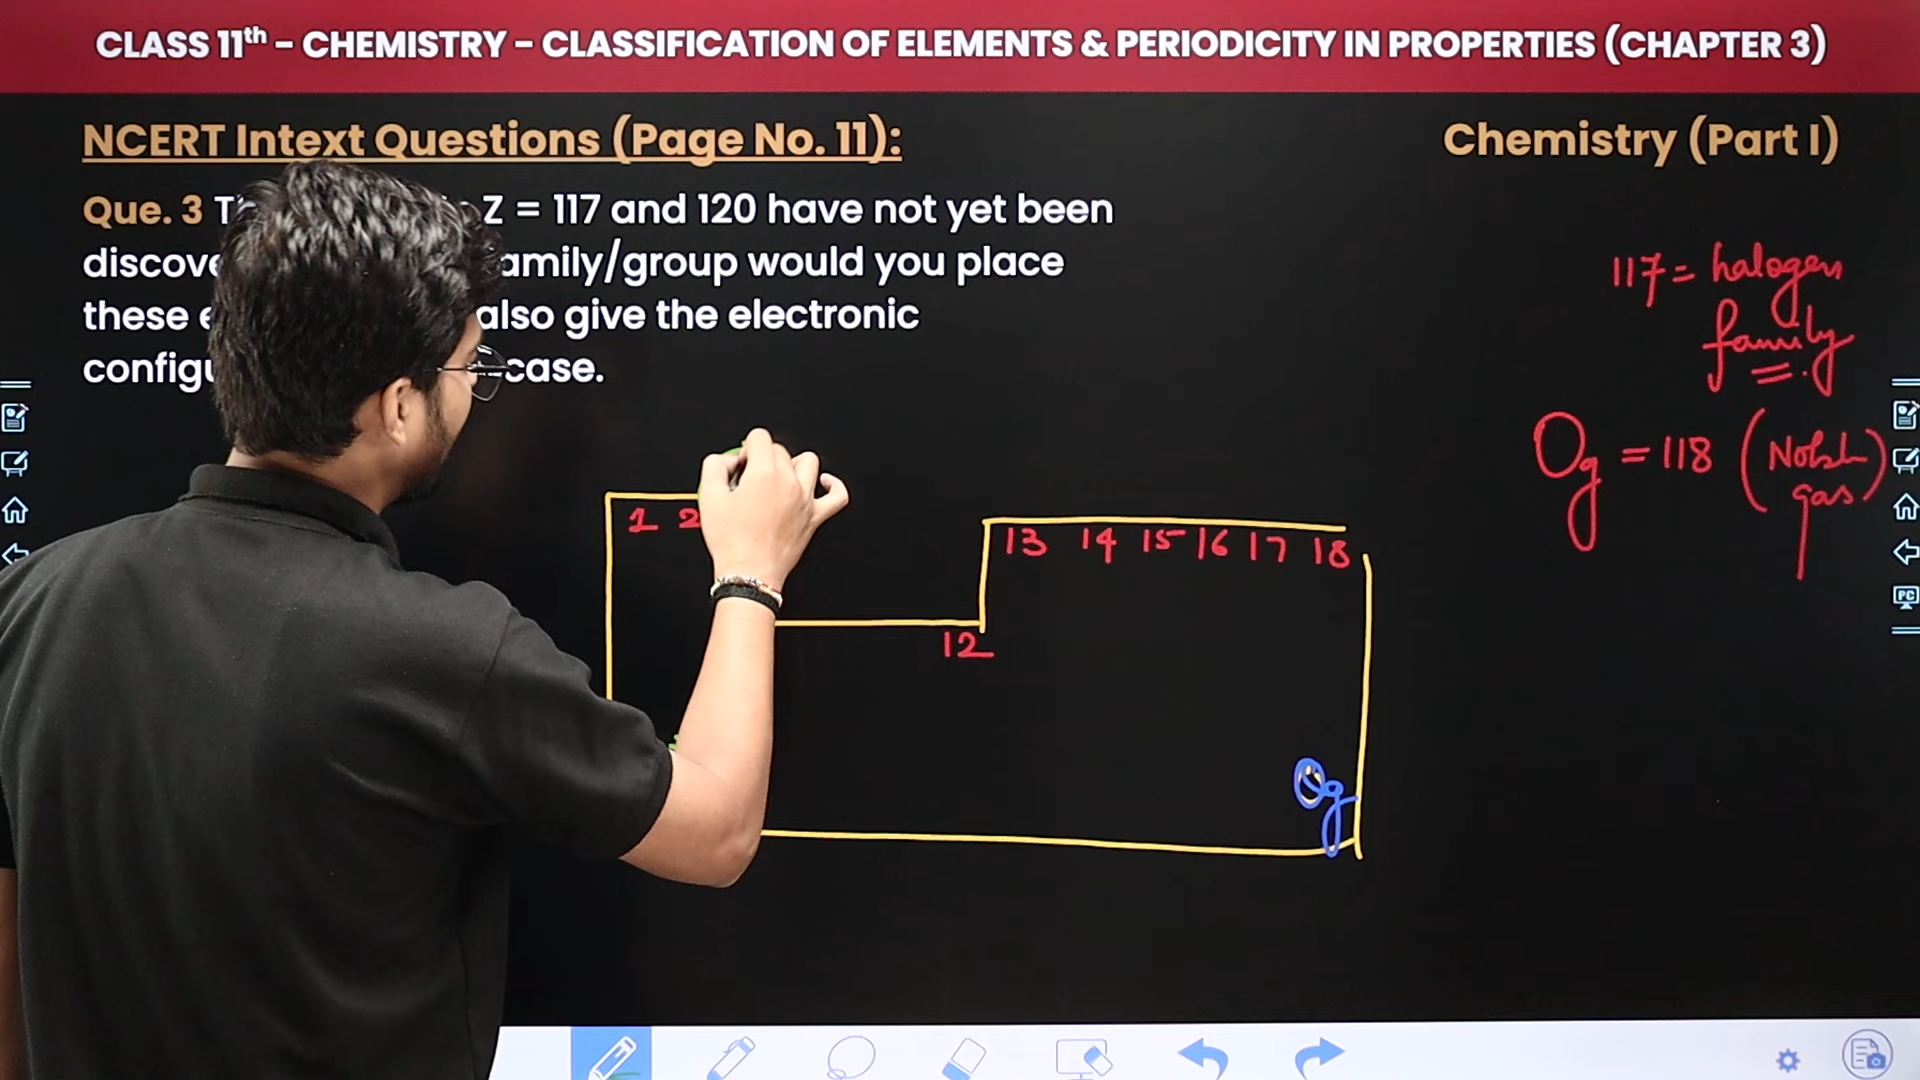 CLASS 11th – CHEMISTRY – CLASSIFICATION OF ELEMENTS & PERIODICITY IN PROPERTIES (CHAPTER 3)
NCERT Intext Questions (Page No. 11):
Chemistry (Part I)
Que. 3 Z = 117 and 120 have not yet been
amily/group would you place
these also give the electronic
case.
117 = halogen
family
Og = 118 (Noble
gas)
1 2
13 14 15 16 17 18
12
Og
PC